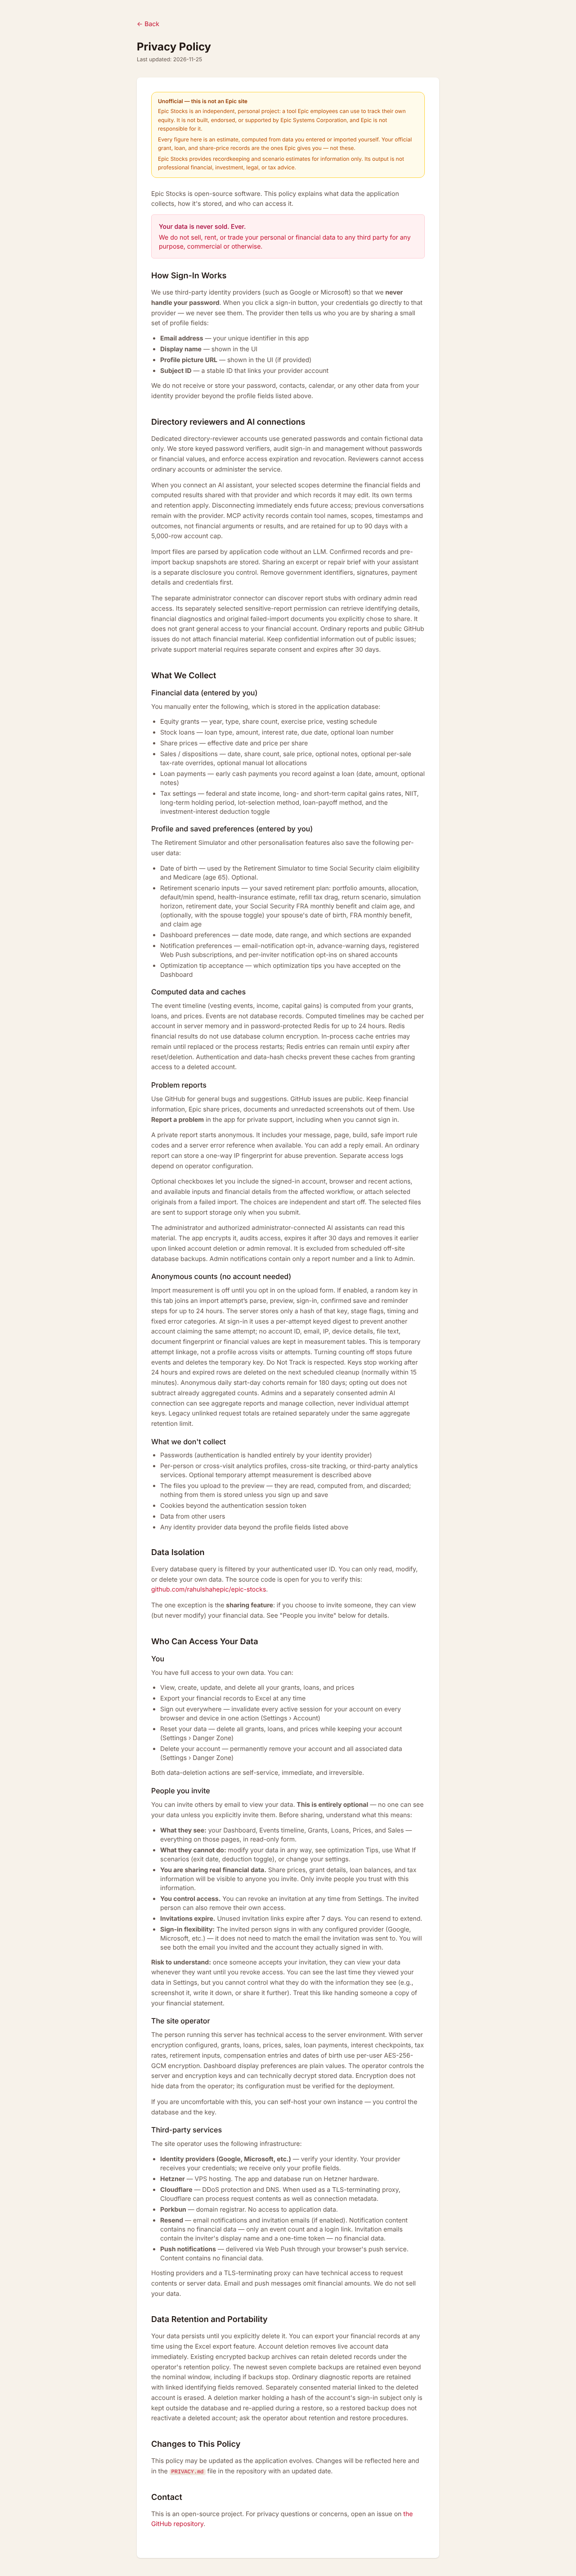 ← Back
Privacy Policy
Last updated: 2026-11-25
Unofficial — this is not an Epic site
Epic Stocks is an independent, personal project: a tool Epic employees can use to track their own
equity. It is not built, endorsed, or supported by Epic Systems Corporation, and Epic is not
responsible for it.
Every figure here is an estimate, computed from data you entered or imported yourself. Your official
grant, loan, and share-price records are the ones Epic gives you — not these.
Epic Stocks provides recordkeeping and scenario estimates for information only. Its output is not
professional financial, investment, legal, or tax advice.
Epic Stocks is open-source software. This policy explains what data the application
collects, how it's stored, and who can access it.
Your data is never sold. Ever.
We do not sell, rent, or trade your personal or financial data to any third party for any
purpose, commercial or otherwise.
How Sign-In Works
We use third-party identity providers (such as Google or Microsoft) so that we never
handle your password. When you click a sign-in button, your credentials go directly to that
provider — we never see them. The provider then tells us who you are by sharing a small
set of profile fields:
• Email address — your unique identifier in this app
• Display name — shown in the UI
• Profile picture URL — shown in the UI (if provided)
• Subject ID — a stable ID that links your provider account
We do not receive or store your password, contacts, calendar, or any other data from your
identity provider beyond the profile fields listed above.
Directory reviewers and AI connections
Dedicated directory-reviewer accounts use generated passwords and contain fictional data
only. We store keyed password verifiers, audit sign-in and management without passwords
or financial values, and enforce access expiration and revocation. Reviewers cannot access
ordinary accounts or administer the service.
When you connect an AI assistant, your selected scopes determine the financial fields and
computed results shared with that provider and which records it may edit. Its own terms
and retention apply. Disconnecting immediately ends future access; previous conversations
remain with the provider. MCP activity records contain tool names, scopes, timestamps and
outcomes, not financial arguments or results, and are retained for up to 90 days with a
5,000-row account cap.
Import files are parsed by application code without an LLM. Confirmed records and pre-
import backup snapshots are stored. Sharing an excerpt or repair brief with your assistant
is a separate disclosure you control. Remove government identifiers, signatures, payment
details and credentials first.
The separate administrator connector can discover report stubs with ordinary admin read
access. Its separately selected sensitive-report permission can retrieve identifying details,
financial diagnostics and original failed-import documents you explicitly chose to share. It
does not grant general access to your financial account. Ordinary reports and public GitHub
issues do not attach financial material. Keep confidential information out of public issues;
private support material requires separate consent and expires after 30 days.
What We Collect
Financial data (entered by you)
You manually enter the following, which is stored in the application database:
• Equity grants — year, type, share count, exercise price, vesting schedule
• Stock loans — loan type, amount, interest rate, due date, optional loan number
• Share prices — effective date and price per share
• Sales / dispositions — date, share count, sale price, optional notes, optional per-sale
tax-rate overrides, optional manual lot allocations
• Loan payments — early cash payments you record against a loan (date, amount, optional
notes)
• Tax settings — federal and state income, long- and short-term capital gains rates, NIIT,
long-term holding period, lot-selection method, loan-payoff method, and the
investment-interest deduction toggle
Profile and saved preferences (entered by you)
The Retirement Simulator and other personalisation features also save the following per-
user data:
• Date of birth — used by the Retirement Simulator to time Social Security claim eligibility
and Medicare (age 65). Optional.
• Retirement scenario inputs — your saved retirement plan: portfolio amounts, allocation,
default/min spend, health-insurance estimate, refill tax drag, return scenario, simulation
horizon, retirement date, your Social Security FRA monthly benefit and claim age, and
(optionally, with the spouse toggle) your spouse's date of birth, FRA monthly benefit,
and claim age
• Dashboard preferences — date mode, date range, and which sections are expanded
• Notification preferences — email-notification opt-in, advance-warning days, registered
Web Push subscriptions, and per-inviter notification opt-ins on shared accounts
• Optimization tip acceptance — which optimization tips you have accepted on the
Dashboard
Computed data and caches
The event timeline (vesting events, income, capital gains) is computed from your grants,
loans, and prices. Events are not database records. Computed timelines may be cached per
account in server memory and in password-protected Redis for up to 24 hours. Redis
financial results do not use database column encryption. In-process cache entries may
remain until replaced or the process restarts; Redis entries can remain until expiry after
reset/deletion. Authentication and data-hash checks prevent these caches from granting
access to a deleted account.
Problem reports
Use GitHub for general bugs and suggestions. GitHub issues are public. Keep financial
information, Epic share prices, documents and unredacted screenshots out of them. Use
Report a problem in the app for private support, including when you cannot sign in.
A private report starts anonymous. It includes your message, page, build, safe import rule
codes and a server error reference when available. You can add a reply email. An ordinary
report can store a one-way IP fingerprint for abuse prevention. Separate access logs
depend on operator configuration.
Optional checkboxes let you include the signed-in account, browser and recent actions,
and available inputs and financial details from the affected workflow, or attach selected
originals from a failed import. The choices are independent and start off. The selected files
are sent to support storage only when you submit.
The administrator and authorized administrator-connected AI assistants can read this
material. The app encrypts it, audits access, expires it after 30 days and removes it earlier
upon linked account deletion or admin removal. It is excluded from scheduled off-site
database backups. Admin notifications contain only a report number and a link to Admin.
Anonymous counts (no account needed)
Import measurement is off until you opt in on the upload form. If enabled, a random key in
this tab joins an import attempt's parse, preview, sign-in, confirmed save and reminder
steps for up to 24 hours. The server stores only a hash of that key, stage flags, timing and
fixed error categories. At sign-in it uses a per-attempt keyed digest to prevent another
account claiming the same attempt; no account ID, email, IP, device details, file text,
document fingerprint or financial values are kept in measurement tables. This is temporary
attempt linkage, not a profile across visits or attempts. Turning counting off stops future
events and deletes the temporary key. Do Not Track is respected. Keys stop working after
24 hours and expired rows are deleted on the next scheduled cleanup (normally within 15
minutes). Anonymous daily start-day cohorts remain for 180 days; opting out does not
subtract already aggregated counts. Admins and a separately consented admin AI
connection can see aggregate reports and manage collection, never individual attempt
keys. Legacy unlinked request totals are retained separately under the same aggregate
retention limit.
What we don't collect
• Passwords (authentication is handled entirely by your identity provider)
• Per-person or cross-visit analytics profiles, cross-site tracking, or third-party analytics
services. Optional temporary attempt measurement is described above
• The files you upload to the preview — they are read, computed from, and discarded;
nothing from them is stored unless you sign up and save
• Cookies beyond the authentication session token
• Data from other users
• Any identity provider data beyond the profile fields listed above
Data Isolation
Every database query is filtered by your authenticated user ID. You can only read, modify,
or delete your own data. The source code is open for you to verify this:
github.com/rahulshahepic/epic-stocks.
The one exception is the sharing feature: if you choose to invite someone, they can view
(but never modify) your financial data. See "People you invite" below for details.
Who Can Access Your Data
You
You have full access to your own data. You can:
• View, create, update, and delete all your grants, loans, and prices
• Export your financial records to Excel at any time
• Sign out everywhere — invalidate every active session for your account on every
browser and device in one action (Settings › Account)
• Reset your data — delete all grants, loans, and prices while keeping your account
(Settings › Danger Zone)
• Delete your account — permanently remove your account and all associated data
(Settings › Danger Zone)
Both data-deletion actions are self-service, immediate, and irreversible.
People you invite
You can invite others by email to view your data. This is entirely optional — no one can see
your data unless you explicitly invite them. Before sharing, understand what this means:
• What they see: your Dashboard, Events timeline, Grants, Loans, Prices, and Sales —
everything on those pages, in read-only form.
• What they cannot do: modify your data in any way, see optimization Tips, use What If
scenarios (exit date, deduction toggle), or change your settings.
• You are sharing real financial data. Share prices, grant details, loan balances, and tax
information will be visible to anyone you invite. Only invite people you trust with this
information.
• You control access. You can revoke an invitation at any time from Settings. The invited
person can also remove their own access.
• Invitations expire. Unused invitation links expire after 7 days. You can resend to extend.
• Sign-in flexibility: The invited person signs in with any configured provider (Google,
Microsoft, etc.) — it does not need to match the email the invitation was sent to. You will
see both the email you invited and the account they actually signed in with.
Risk to understand: once someone accepts your invitation, they can view your data
whenever they want until you revoke access. You can see the last time they viewed your
data in Settings, but you cannot control what they do with the information they see (e.g.,
screenshot it, write it down, or share it further). Treat this like handing someone a copy of
your financial statement.
The site operator
The person running this server has technical access to the server environment. With server
encryption configured, grants, loans, prices, sales, loan payments, interest checkpoints, tax
rates, retirement inputs, compensation entries and dates of birth use per-user AES-256-
GCM encryption. Dashboard display preferences are plain values. The operator controls the
server and encryption keys and can technically decrypt stored data. Encryption does not
hide data from the operator; its configuration must be verified for the deployment.
If you are uncomfortable with this, you can self-host your own instance — you control the
database and the key.
Third-party services
The site operator uses the following infrastructure:
• Identity providers (Google, Microsoft, etc.) — verify your identity. Your provider
receives your credentials; we receive only your profile fields.
• Hetzner — VPS hosting. The app and database run on Hetzner hardware.
• Cloudflare — DDoS protection and DNS. When used as a TLS-terminating proxy,
Cloudflare can process request contents as well as connection metadata.
• Porkbun — domain registrar. No access to application data.
• Resend — email notifications and invitation emails (if enabled). Notification content
contains no financial data — only an event count and a login link. Invitation emails
contain the inviter's display name and a one-time token — no financial data.
• Push notifications — delivered via Web Push through your browser's push service.
Content contains no financial data.
Hosting providers and a TLS-terminating proxy can have technical access to request
contents or server data. Email and push messages omit financial amounts. We do not sell
your data.
Data Retention and Portability
Your data persists until you explicitly delete it. You can export your financial records at any
time using the Excel export feature. Account deletion removes live account data
immediately. Encrypted backup archives can retain deleted records under the
operator's retention policy. The newest seven complete backups are retained even beyond
the nominal window, including if backups stop. Ordinary diagnostic reports are retained
with linked identifying fields removed. Separately consented material linked to the deleted
account is erased. A deletion marker holding a hash of the account's sign-in subject only is
kept outside the database and re-applied during a restore, so a restored backup does not
reactivate a deleted account; ask the operator about retention and restore procedures.
Changes to This Policy
This policy may be updated as the application evolves. Changes will be reflected here and
in the PRIVACY.md file in the repository with an updated date.
Contact
This is an open-source project. For privacy questions or concerns, open an issue on the
GitHub repository.